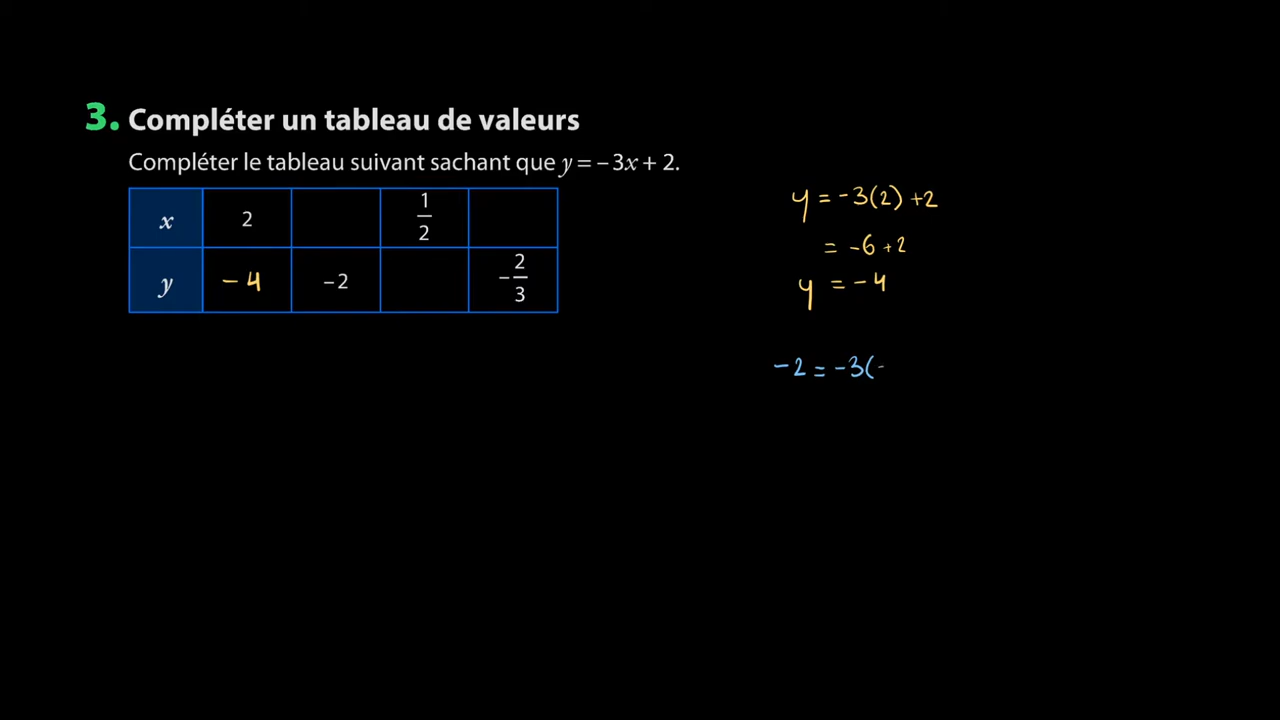 3. Compléter un tableau de valeurs
Compléter le tableau suivant sachant que y = – 3x + 2.
x 2 1/2
y - 4 –2 –2/3
y = -3(2) +2
= -6 +2
y = - 4
-2 = -3(